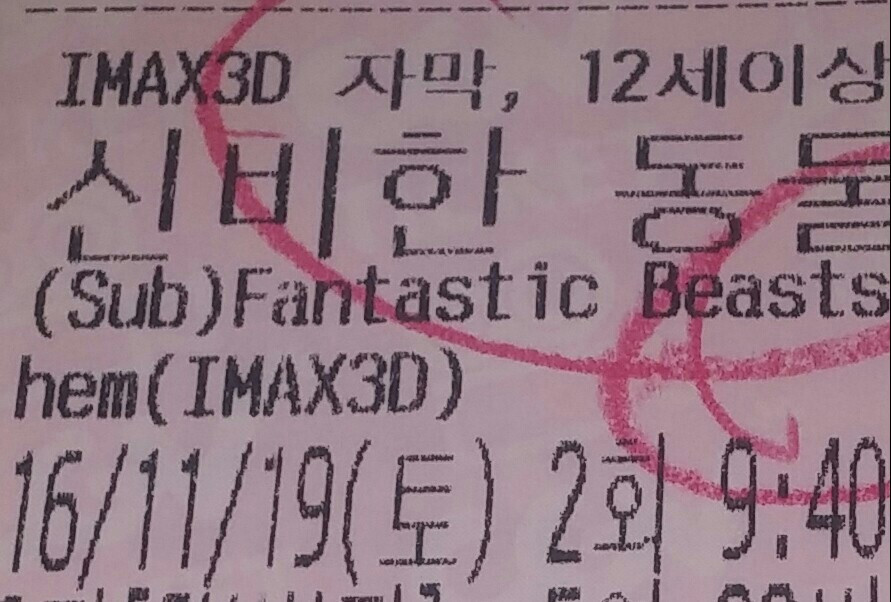 IMAX3D 자막, 12세이상
신비한 동물
(Sub)Fantastic Beasts
hem(IMAX3D)
16/11/19(토) 2회 9:40